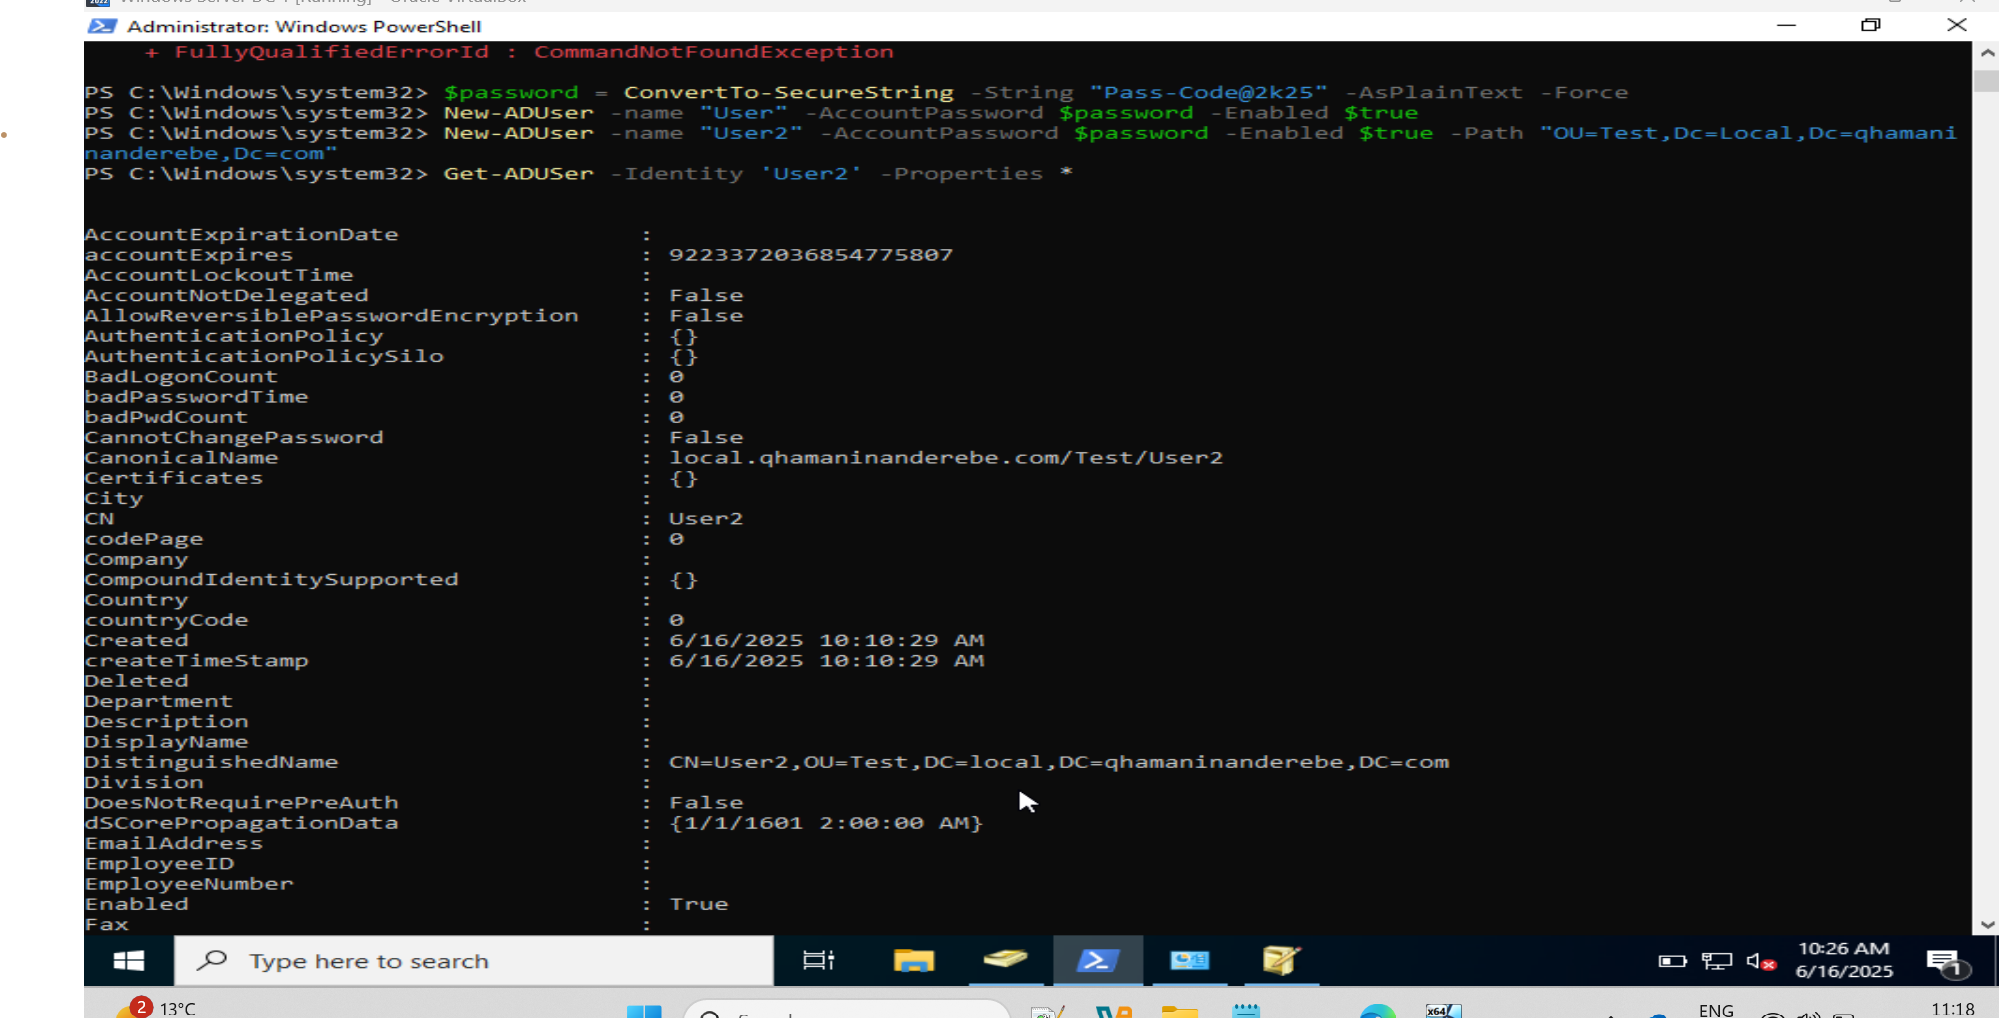 Administrator: Windows PowerShell
+ FullyQualifiedErrorId : CommandNotFoundException
PS C:\Windows\system32> $password = ConvertTo-SecureString -String "Pass-Code@2k25" -AsPlainText -Force
PS C:\Windows\system32> New-ADUser -name "User" -AccountPassword $password -Enabled $true
PS C:\Windows\system32> New-ADUser -name "User2" -AccountPassword $password -Enabled $true -Path "OU=Test,Dc=Local,Dc=qhamani
nanderebe,Dc=com"
PS C:\Windows\system32> Get-ADUSer -Identity 'User2' -Properties *
AccountExpirationDate :
accountExpires : 9223372036854775807
AccountLockoutTime :
AccountNotDelegated : False
AllowReversiblePasswordEncryption : False
AuthenticationPolicy : {}
AuthenticationPolicySilo : {}
BadLogonCount : 0
badPasswordTime : 0
badPwdCount : 0
CannotChangePassword : False
CanonicalName : local.qhamaninanderebe.com/Test/User2
Certificates : {}
City :
CN : User2
codePage : 0
Company :
CompoundIdentitySupported : {}
Country :
countryCode : 0
Created : 6/16/2025 10:10:29 AM
createTimeStamp : 6/16/2025 10:10:29 AM
Deleted :
Department :
Description :
DisplayName :
DistinguishedName : CN=User2,OU=Test,DC=local,DC=qhamaninanderebe,DC=com
Division :
DoesNotRequirePreAuth : False
dSCorePropagationData : {1/1/1601 2:00:00 AM}
EmailAddress :
EmployeeID :
EmployeeNumber :
Enabled : True
Fax :
Type here to search
10:26 AM
6/16/2025
1
2
13°C
x64
ENG
11:18